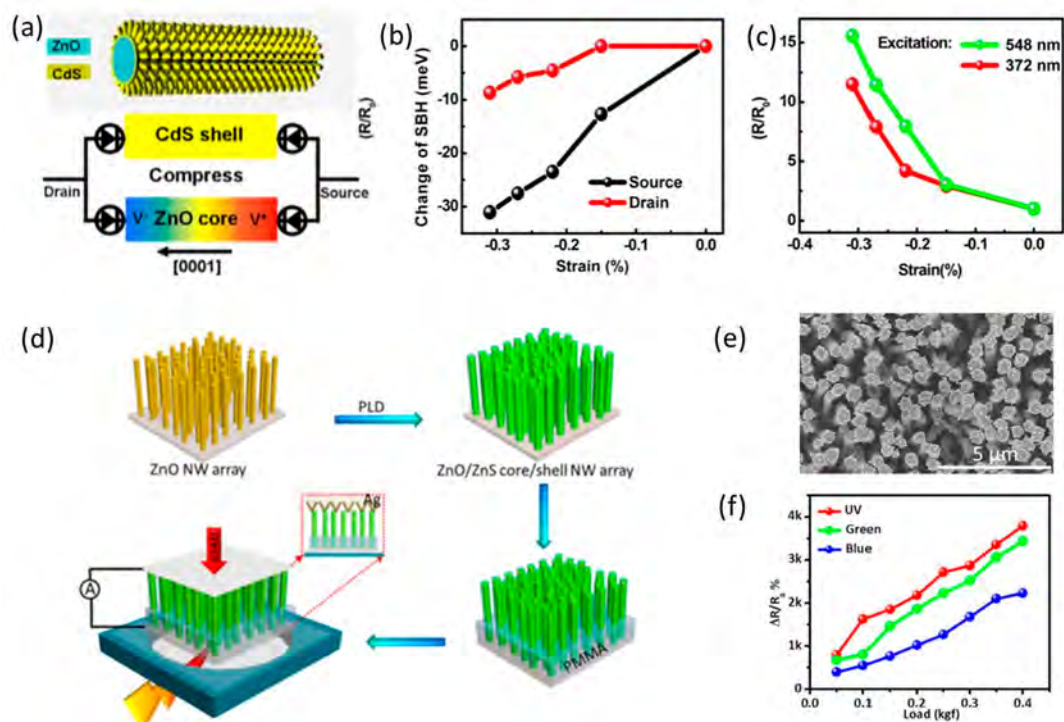 (a)
ZnO
CdS
CdS shell
Compress
Drain
Source
V⁻ ZnO core V⁺
[0001]
(R/R₀)
(b)
Change of SBH (meV)
0
-10
-20
-30
Source
Drain
-0.3 -0.2 -0.1 0.0
Strain (%)
(c)
(R/R₀)
15
10
5
0
Excitation:
548 nm
372 nm
-0.4 -0.3 -0.2 -0.1 0.0
Strain(%)
(d)
ZnO NW array
PLD
ZnO/ZnS core/shell NW array
Ag
A
PMMA
(e)
5 μm
(f)
ΔR/R₀ %
4k
3k
2k
1k
0
UV
Green
Blue
0.0 0.1 0.2 0.3 0.4
Load (kgf)